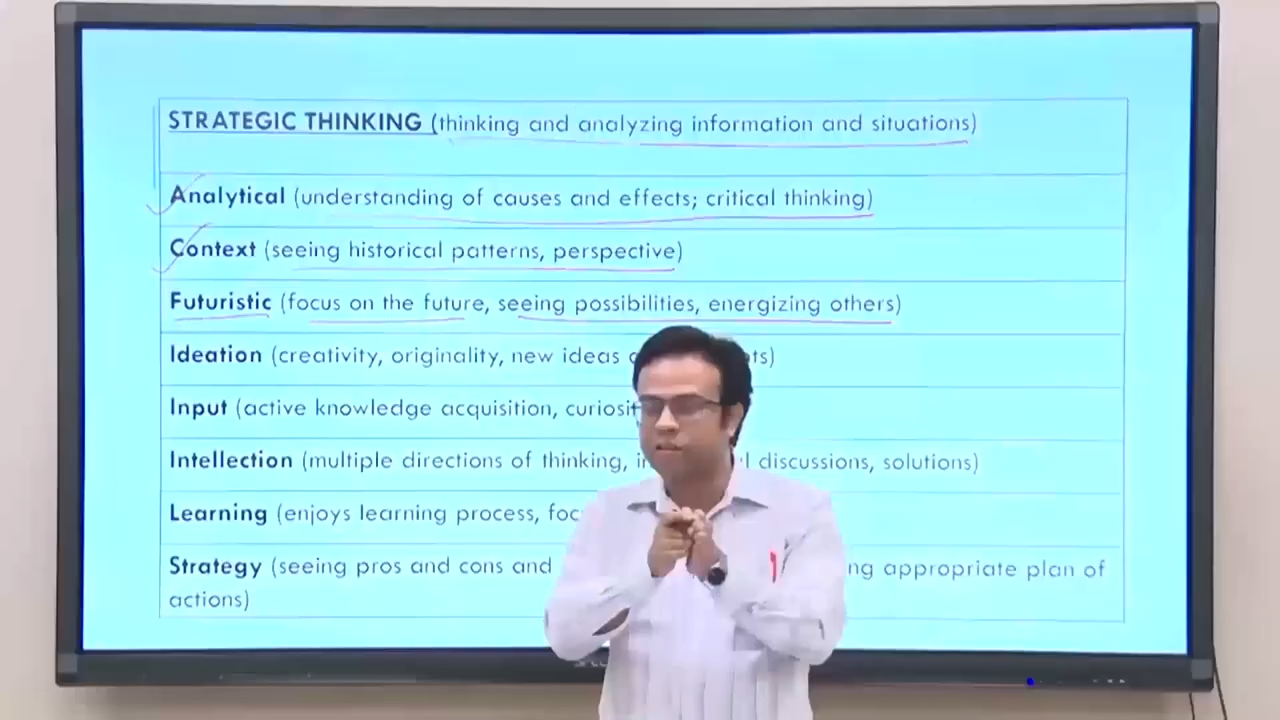 STRATEGIC THINKING (thinking and analyzing information and situations)
Analytical (understanding of causes and effects; critical thinking)
Context (seeing historical patterns, perspective)
Futuristic (focus on the future, seeing possibilities, energizing others)
Ideation (creativity, originality, new ideas
Input (active knowledge acquisition,
Intellection (multiple directions of thinking, discussions, solutions)
Learning (enjoys learning process,
Strategy (seeing pros and cons and appropriate plan of
actions)